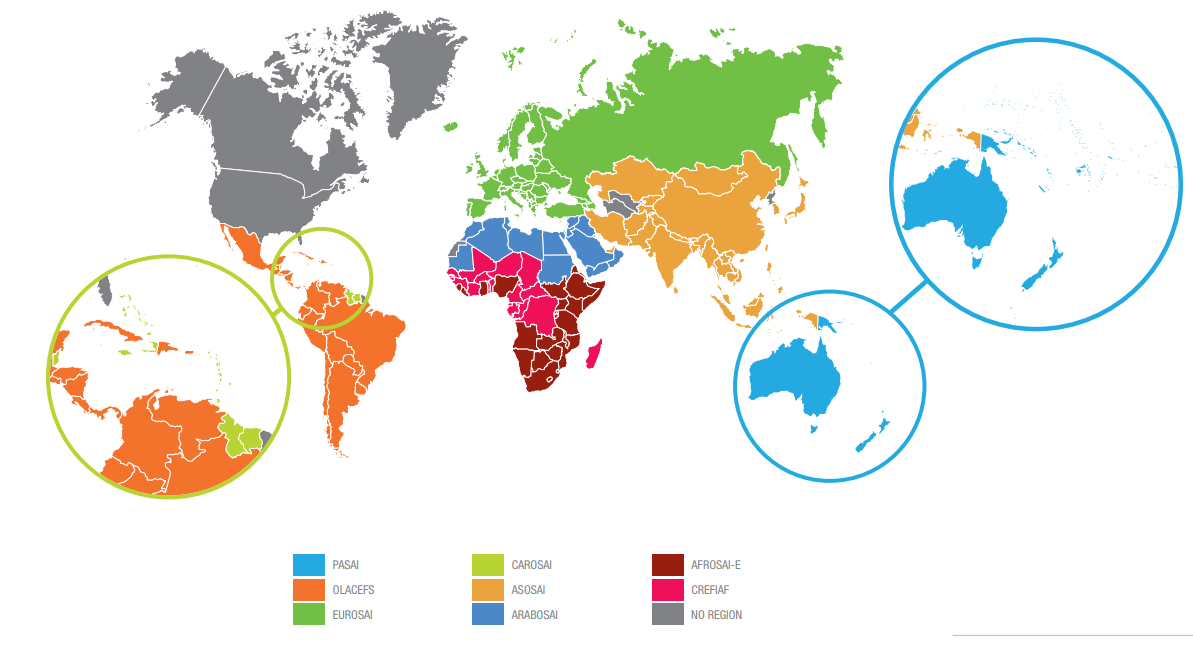 PASAI
OLACEFS
EUROSAI
CAROSAI
ASOSAI
ARABOSAI
AFROSAI-E
CREFIAF
NO REGION